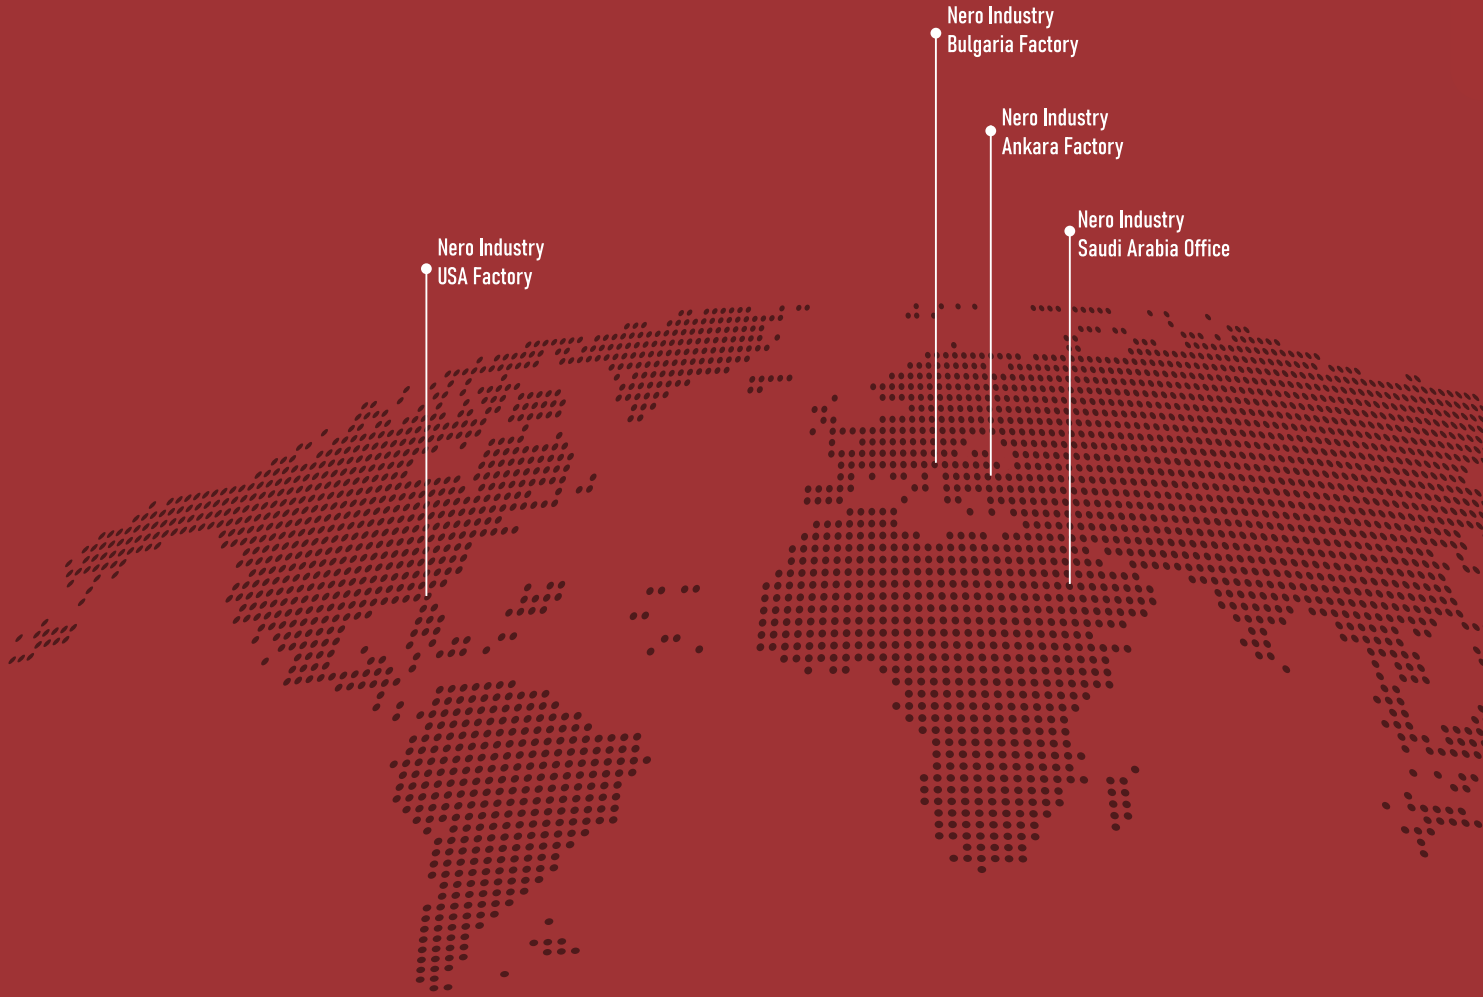 Nero Industry
Bulgaria Factory
Nero Industry
Ankara Factory
Nero Industry
Saudi Arabia Office
Nero Industry
USA Factory